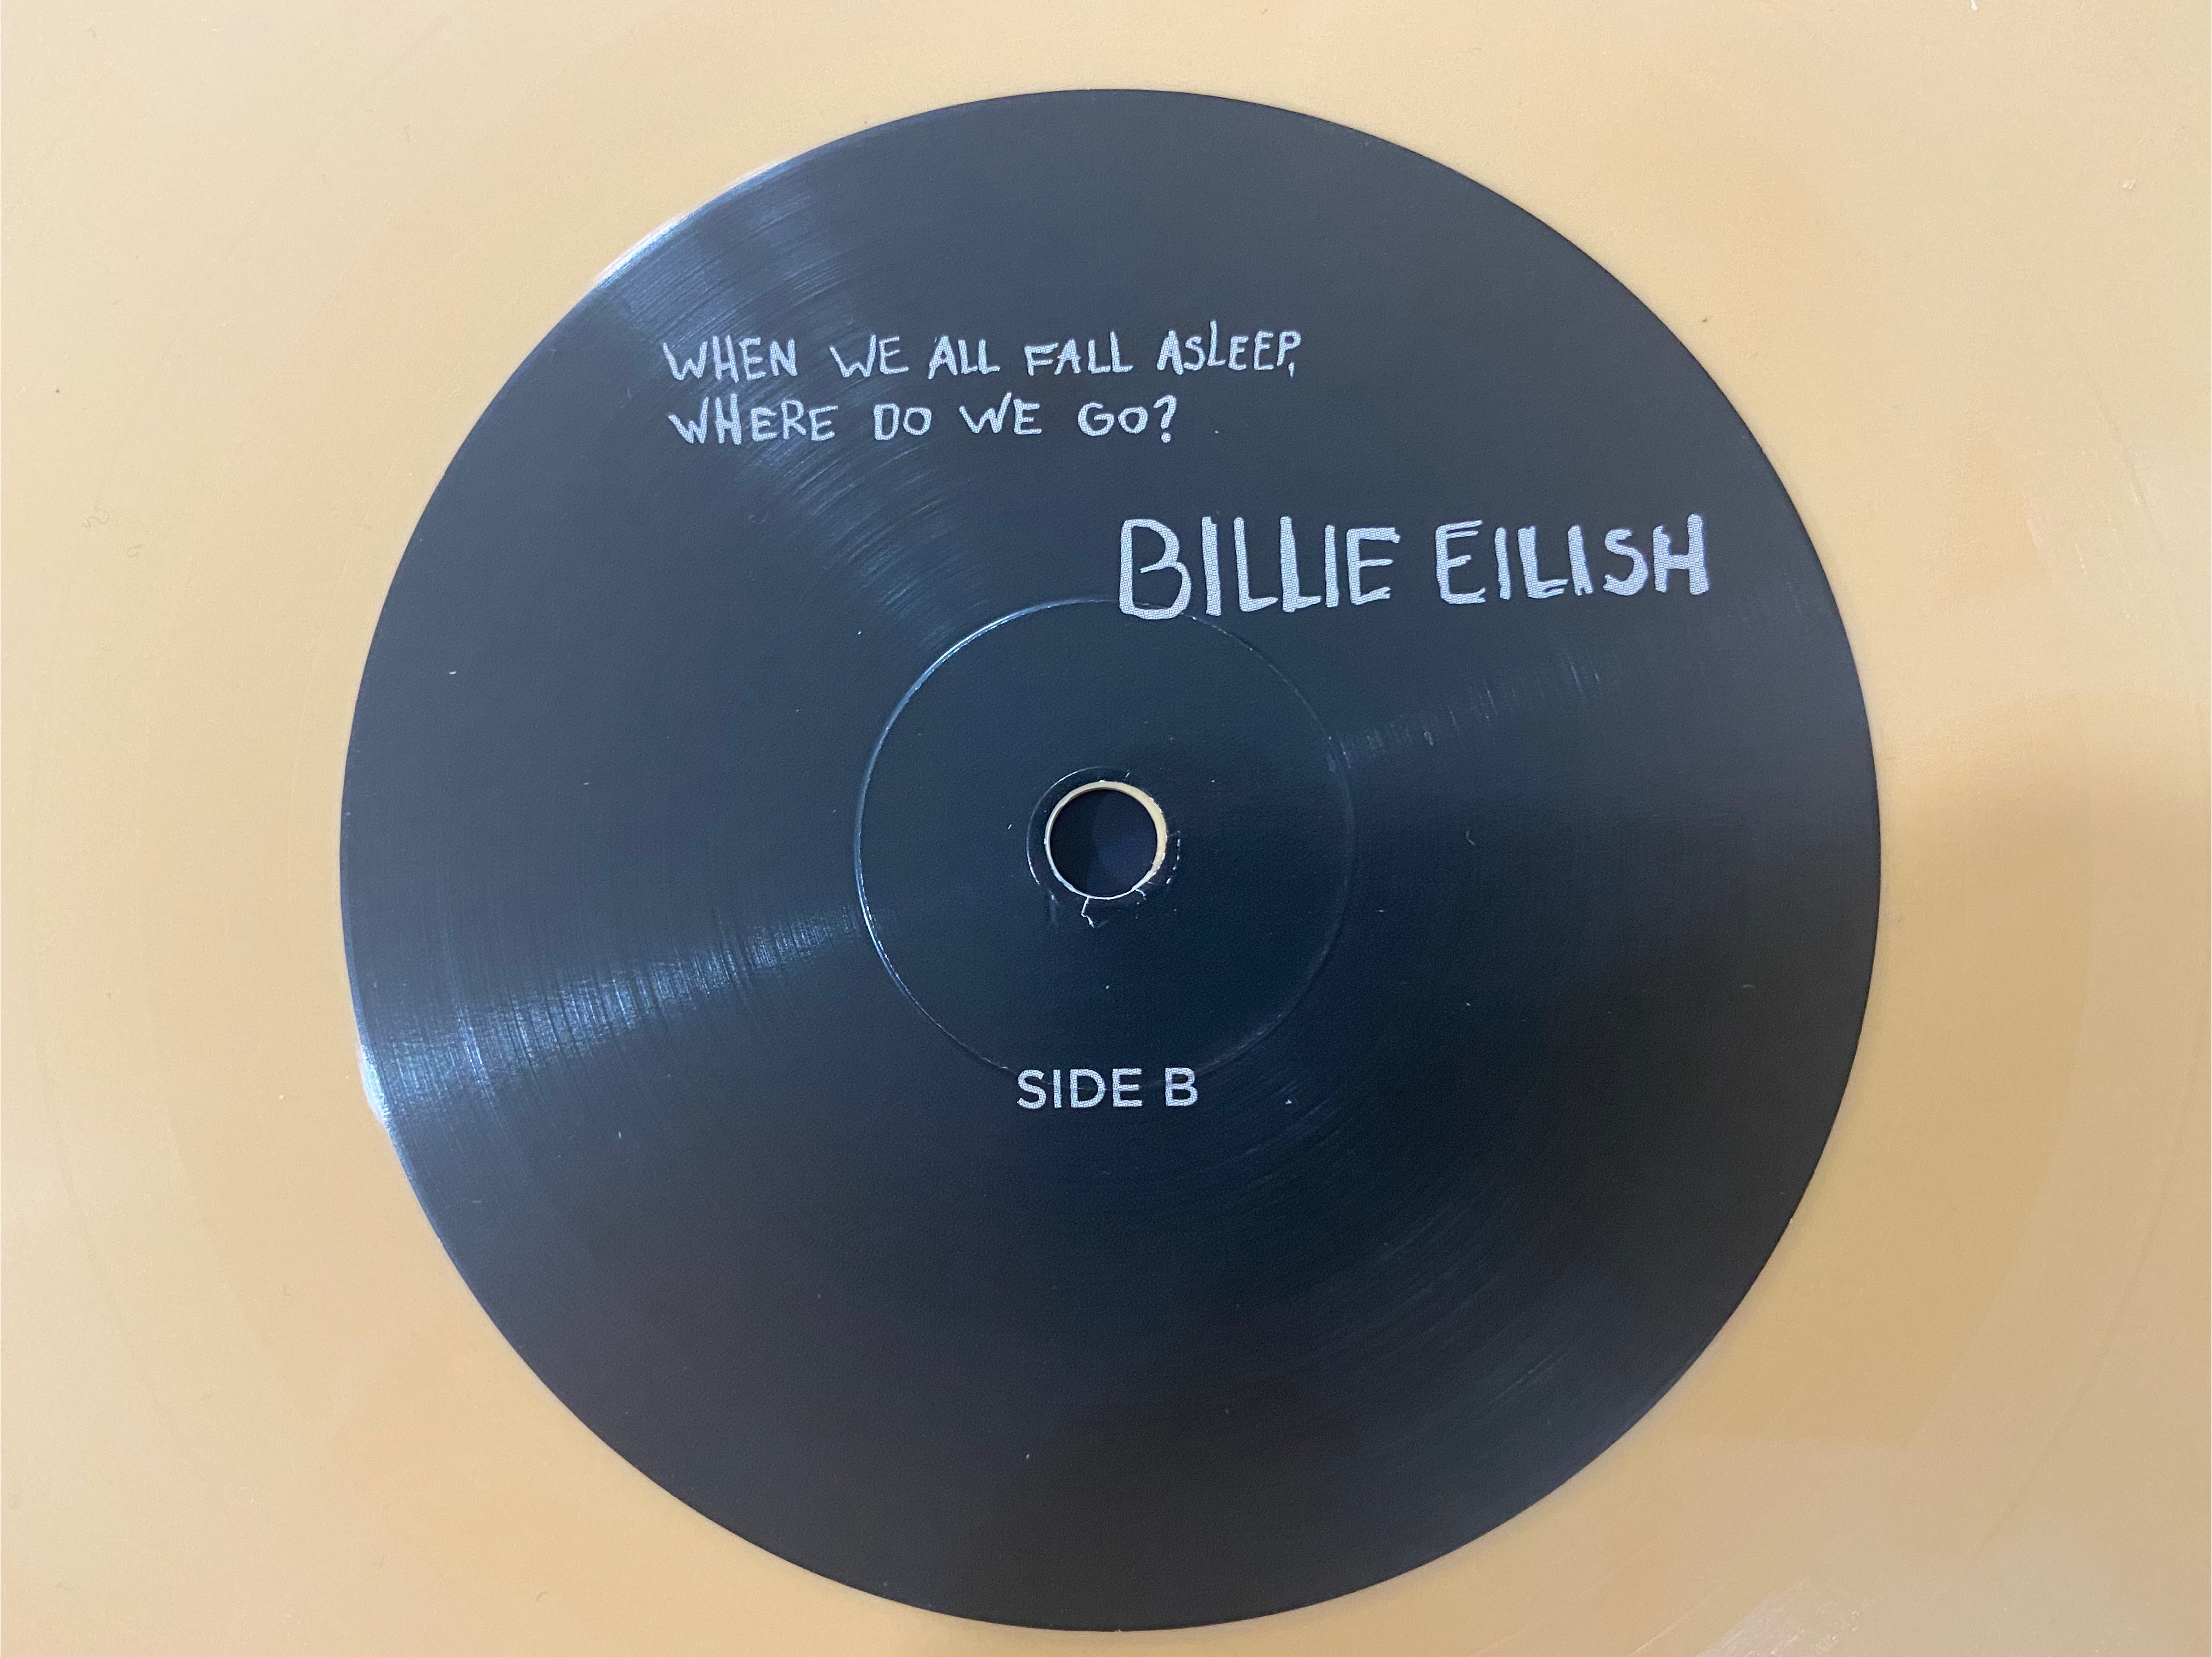 WHEN WE ALL FALL ASLEEP,
WHERE DO WE GO?
BILLIE EILISH
SIDE B